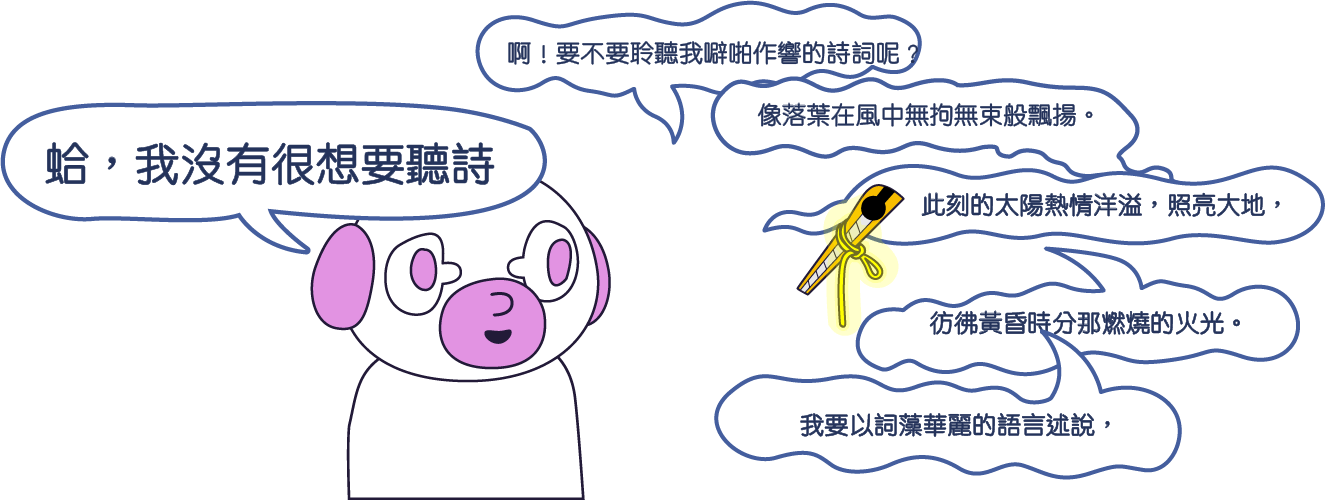 啊！要不要聆聽我噼啪作響的詩詞呢？
像落葉在風中無拘無束般飄揚。
蛤，我沒有很想要聽詩
此刻的太陽熱情洋溢，照亮大地，
彷彿黃昏時分那燃燒的火光。
我要以詞藻華麗的語言述說，